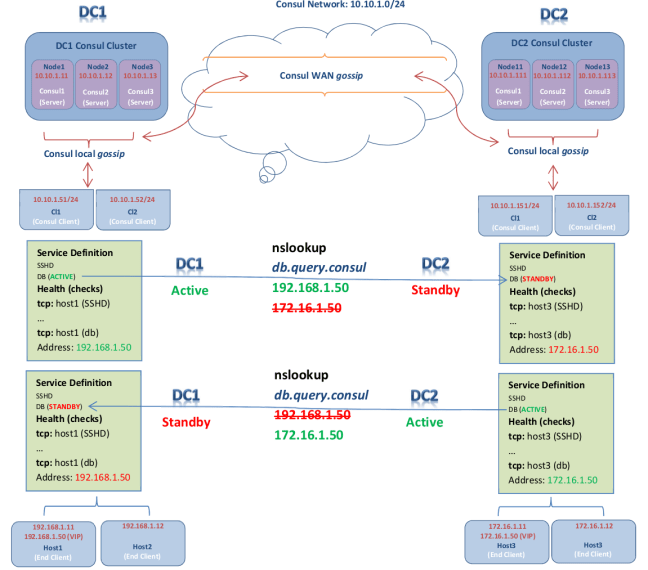 Consul Network: 10.10.1.0/24
DC1
DC2
DC1 Consul Cluster
Node1
10.10.1.11
Consul1
(Server)
Node2
10.10.1.12
Consul2
(Server)
Node3
10.10.1.13
Consul3
(Server)
Consul WAN gossip
DC2 Consul Cluster
Node11
10.10.1.111
Consul1
(Server)
Node12
10.10.1.112
Consul2
(Server)
Node13
10.10.1.113
Consul3
(Server)
Consul local gossip
Consul local gossip
10.10.1.51/24
Cl1
(Consul Client)
10.10.1.52/24
Cl2
(Consul Client)
10.10.1.151/24
Cl1
(Consul Client)
10.10.1.152/24
Cl2
(Consul Client)
Service Definition
SSHD
DB (ACTIVE)
Health (checks)
tcp: host1 (SSHD)
...
tcp: host1 (db)
Address: 192.168.1.50
DC1
Active
nslookup
db.query.consul
192.168.1.50
172.16.1.50
DC2
Standby
Service Definition
SSHD
DB (STANDBY)
Health (checks)
tcp: host3 (SSHD)
...
tcp: host3 (db)
Address: 172.16.1.50
Service Definition
SSHD
DB (STANDBY)
Health (checks)
tcp: host1 (SSHD)
...
tcp: host1 (db)
Address: 192.168.1.50
DC1
Standby
nslookup
db.query.consul
192.168.1.50
172.16.1.50
DC2
Active
Service Definition
SSHD
DB (ACTIVE)
Health (checks)
tcp: host3 (SSHD)
...
tcp: host3 (db)
Address: 172.16.1.50
192.168.1.11
192.168.1.50 (VIP)
Host1
(End Client)
192.168.1.12
Host2
(End Client)
172.16.1.11
172.16.1.50 (VIP)
Host3
(End Client)
172.16.1.12
Host3
(End Client)